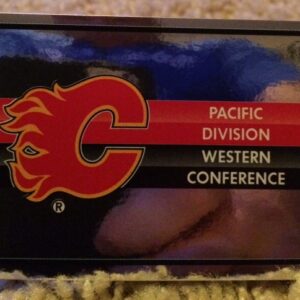 PACIFIC
DIVISION
WESTERN
CONFERENCE
C
®